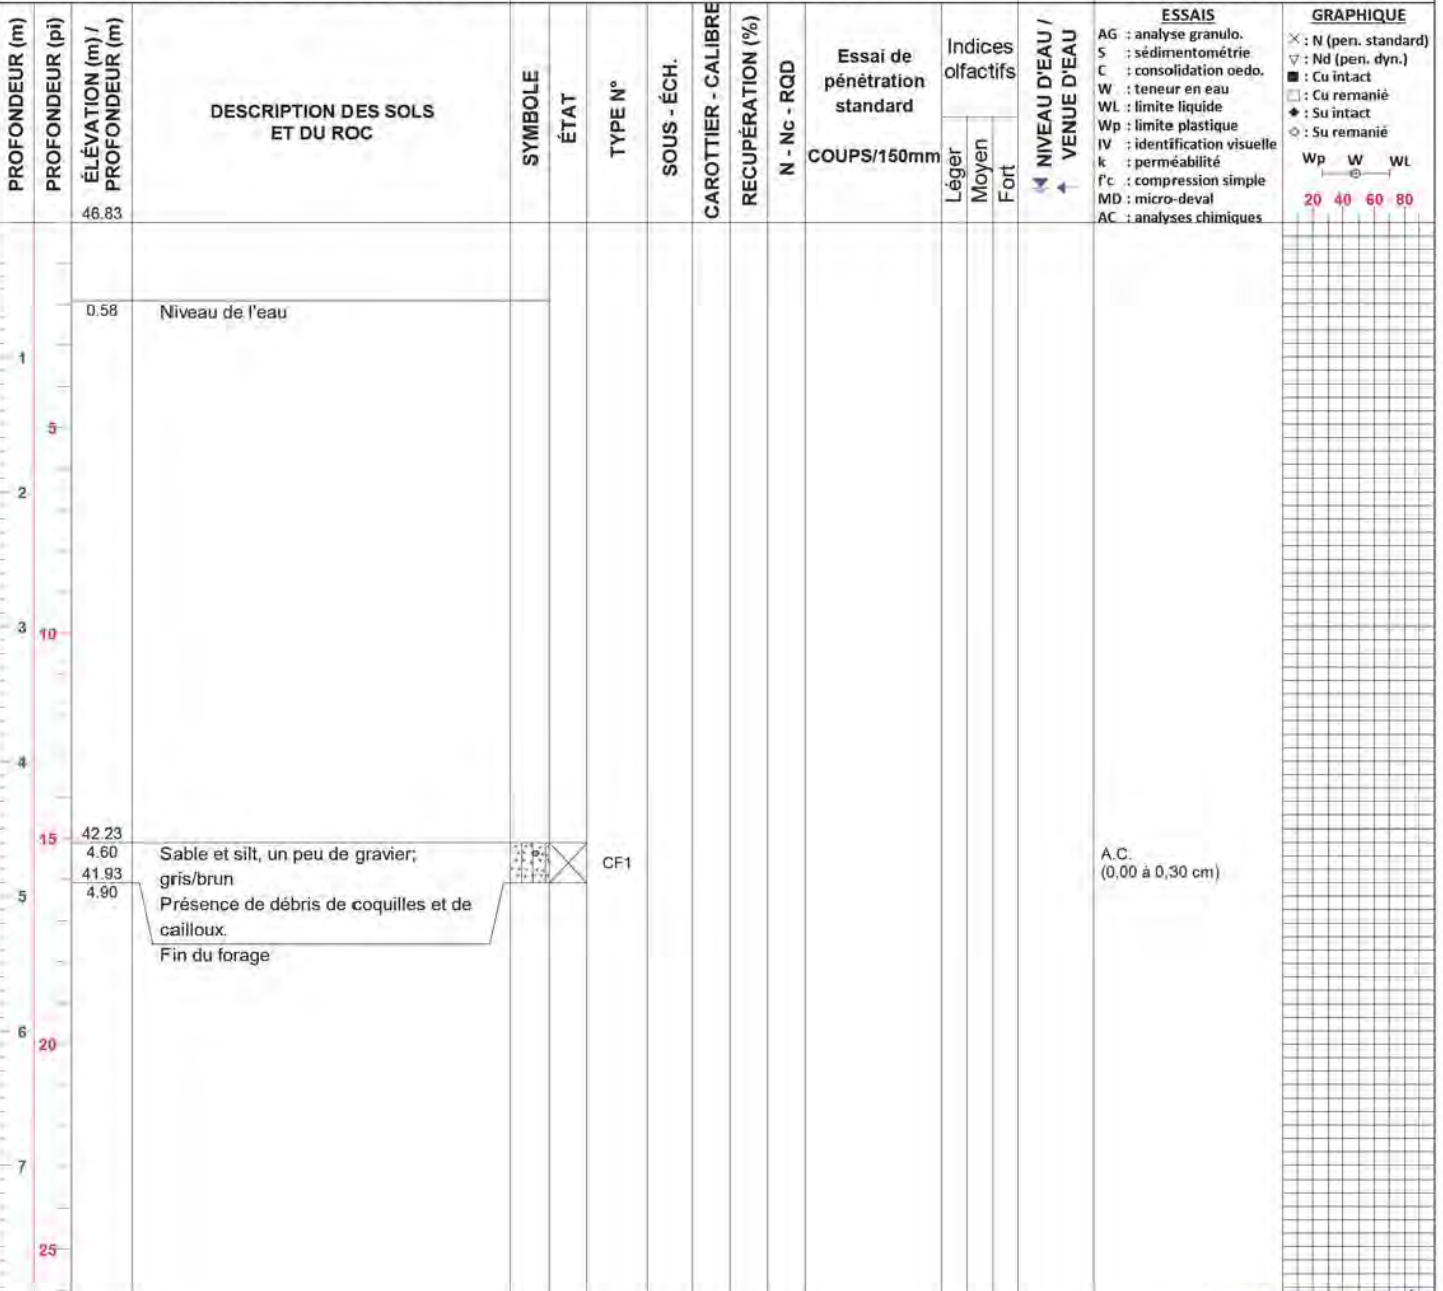 PROFONDEUR (m)
PROFONDEUR (pi)
ÉLÉVATION (m) /
PROFONDEUR (m)
46.83
DESCRIPTION DES SOLS
ET DU ROC
SYMBOLE
ÉTAT
TYPE N°
SOUS - ÉCH.
CAROTTIER - CALIBRE
RECUPÉRATION (%)
N - Nc - RQD
Essai de
pénétration
standard
COUPS/150mm
Indices
olfactifs
Léger
Moyen
Fort
NIVEAU D'EAU /
VENUE D'EAU
ESSAIS
AG : analyse granulo.
S : sédimentométrie
C : consolidation oedo.
W : teneur en eau
WL : limite liquide
Wp : limite plastique
IV : identification visuelle
k : perméabilité
f'c : compression simple
MD : micro-deval
AC : analyses chimiques
GRAPHIQUE
× : N (pen. standard)
▽ : Nd (pen. dyn.)
■ : Cu intact
□ : Cu remanié
◆ : Su intact
◇ : Su remanié
Wp W WL
20 40 60 80
0.58 Niveau de l'eau
1
5
2
3
10
4
15
42.23
4.60 Sable et silt, un peu de gravier;
41.93 gris/brun
4.90 Présence de débris de coquilles et de
cailloux.
Fin du forage
CF1
A.C.
(0,00 à 0,30 cm)
5
6
20
7
25